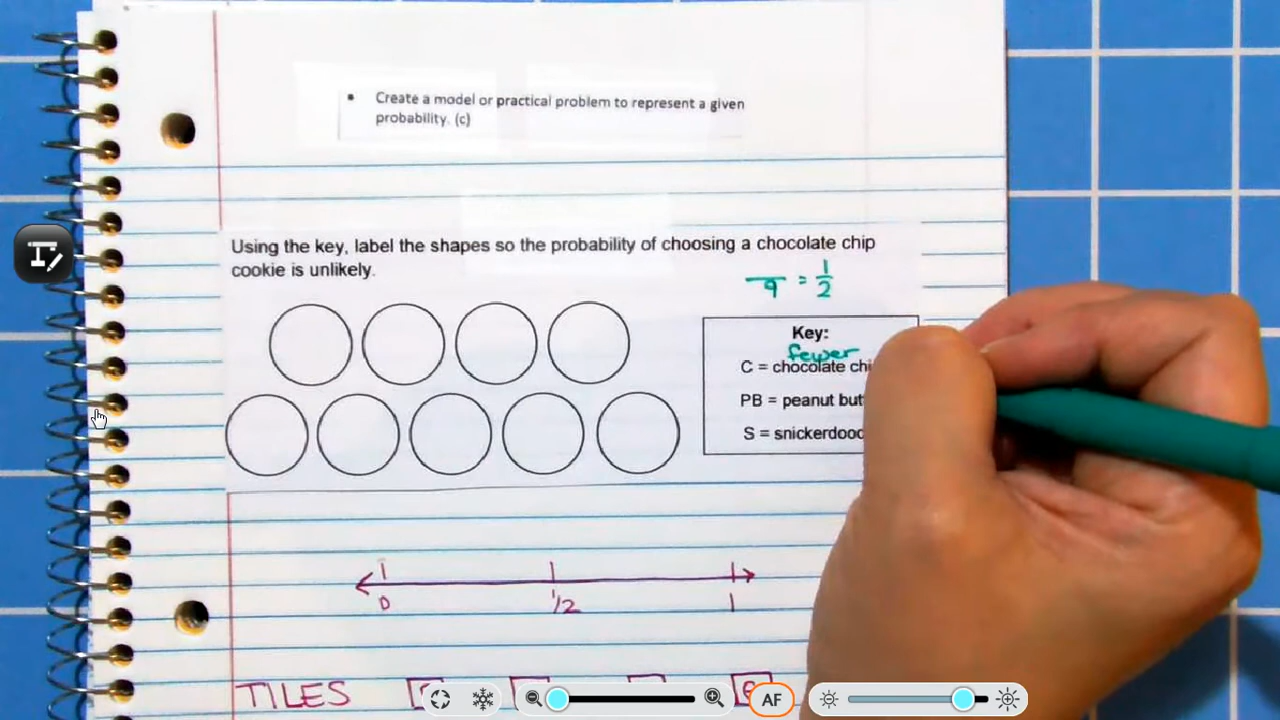 • Create a model or practical problem to represent a given
probability. (c)
Using the key, label the shapes so the probability of choosing a chocolate chip
cookie is unlikely.
9 = 1/2
Key:
fewer
C = chocolate chi
PB = peanut but
S = snickerdood
0 1/2 1
TILES
AF